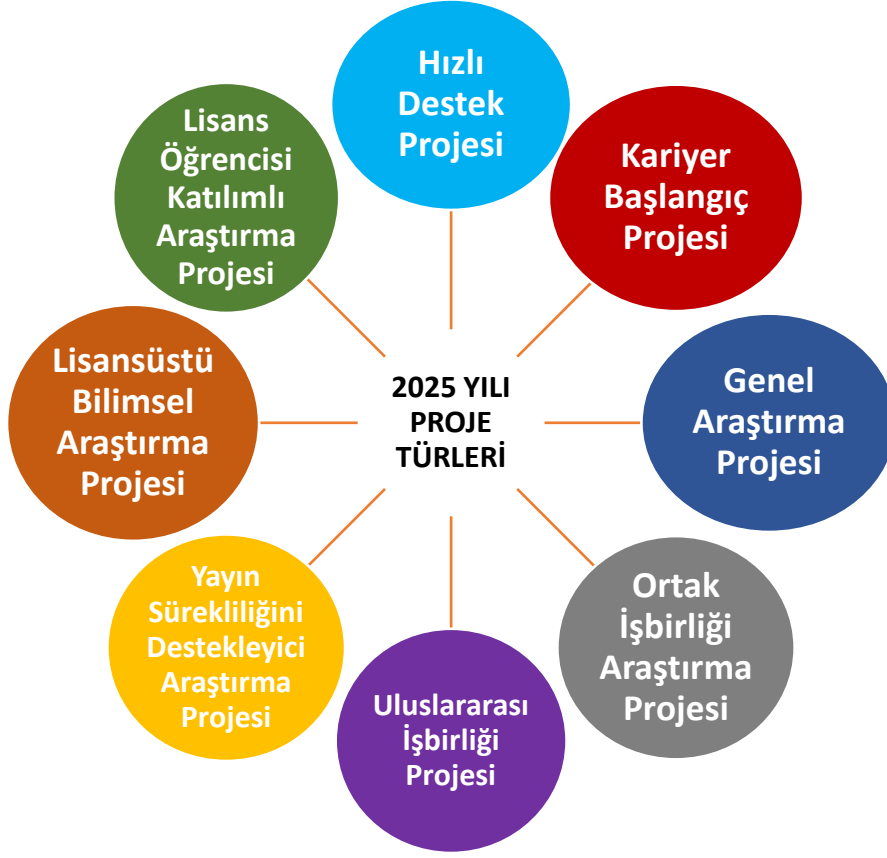 Hızlı
Destek
Projesi
Kariyer
Başlangıç
Projesi
Genel
Araştırma
Projesi
Ortak
İşbirliği
Araştırma
Projesi
Uluslararası
İşbirliği
Projesi
Yayın
Sürekliliğini
Destekleyici
Araştırma
Projesi
Lisansüstü
Bilimsel
Araştırma
Projesi
Lisans
Öğrencisi
Katılımlı
Araştırma
Projesi
2025 YILI
PROJE
TÜRLERİ